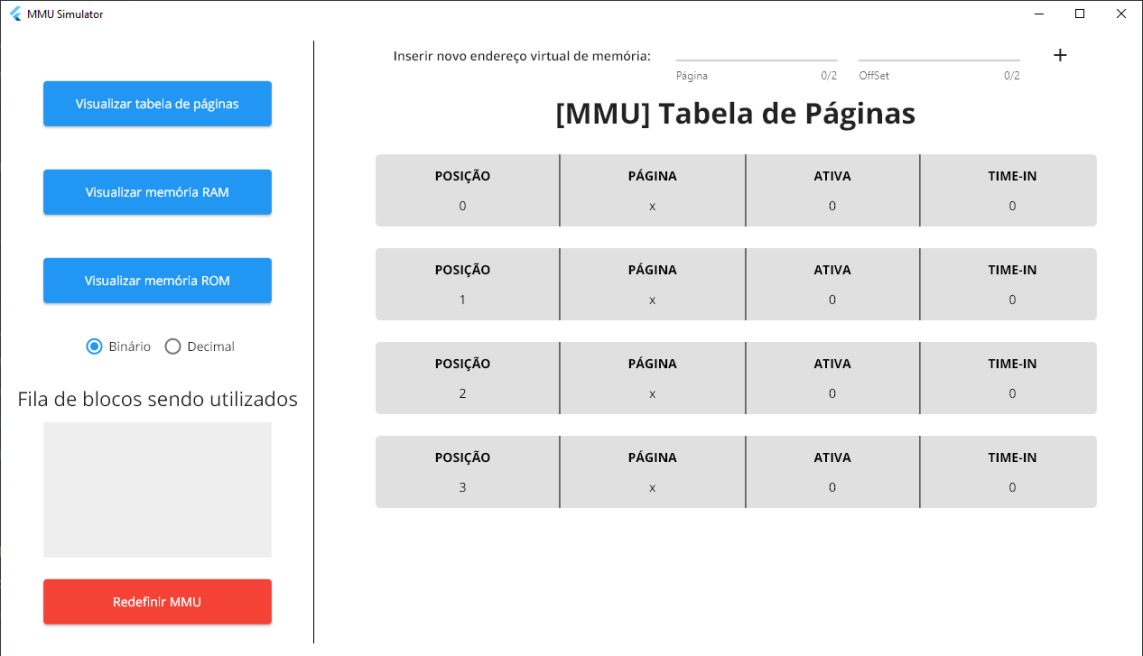 MMU Simulator
Visualizar tabela de páginas
Visualizar memória RAM
Visualizar memória ROM
Binário Decimal
Fila de blocos sendo utilizados
Redefinir MMU
Inserir novo endereço virtual de memória:
Página 0/2 OffSet 0/2
[MMU] Tabela de Páginas
POSIÇÃO PÁGINA ATIVA TIME-IN
0 x 0 0
POSIÇÃO PÁGINA ATIVA TIME-IN
1 x 0 0
POSIÇÃO PÁGINA ATIVA TIME-IN
2 x 0 0
POSIÇÃO PÁGINA ATIVA TIME-IN
3 x 0 0